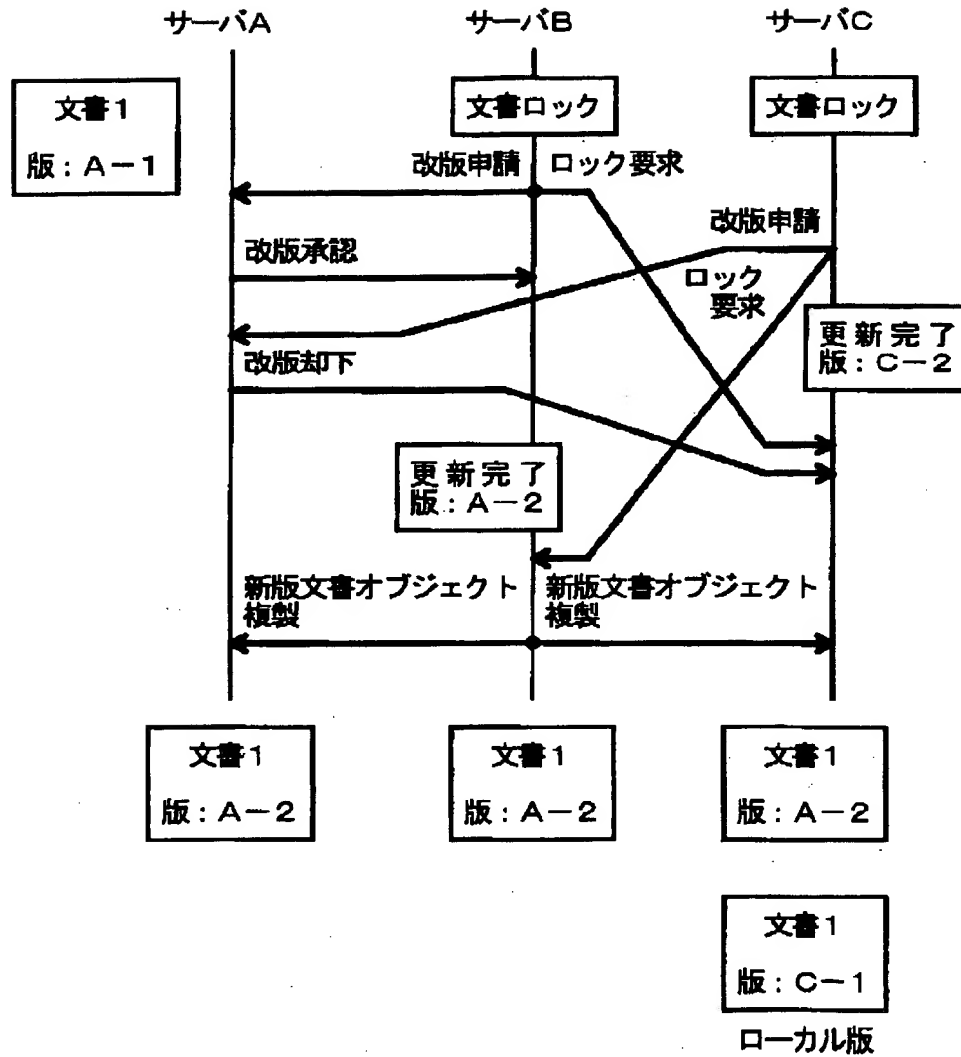 サーバA
サーバB
サーバC
文書1
版：A－1
文書ロック
文書ロック
改版申請
ロック要求
改版申請
改版承認
ロック
要求
更新完了
版：C－2
改版却下
更新完了
版：A－2
新版文書オブジェクト
複製
新版文書オブジェクト
複製
文書1
版：A－2
文書1
版：A－2
文書1
版：A－2
文書1
版：C－1
ローカル版